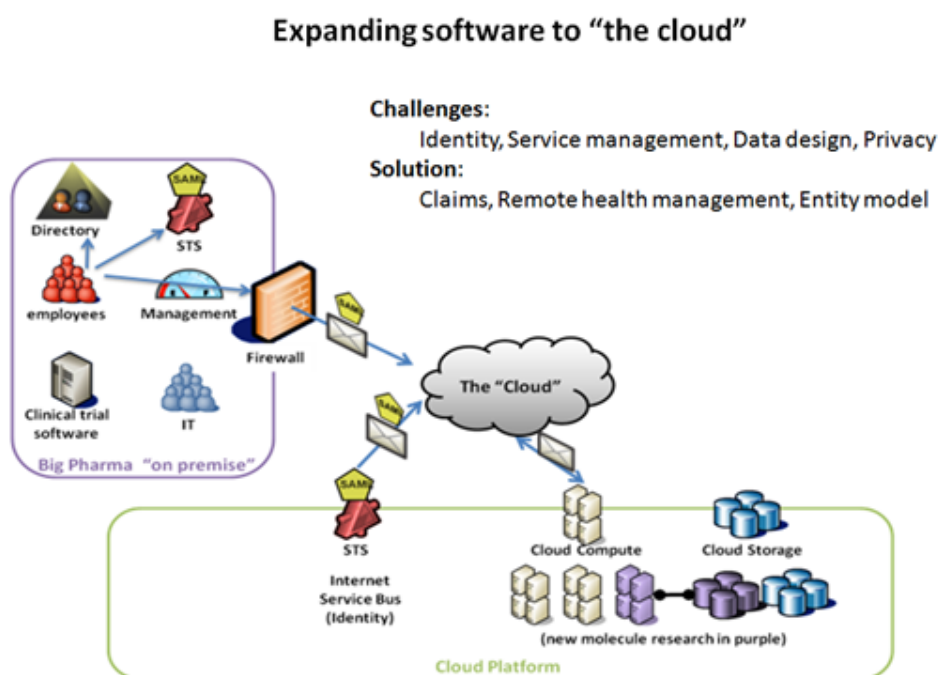 Expanding software to “the cloud”
Challenges:
Identity, Service management, Data design, Privacy
Solution:
Claims, Remote health management, Entity model
SAML
Directory
STS
employees
Management
Firewall
SAML
Clinical trial
software
IT
Big Pharma “on premise”
The “Cloud”
SAML
SAML
STS
Internet
Service Bus
(Identity)
Cloud Compute
Cloud Storage
(new molecule research in purple)
Cloud Platform